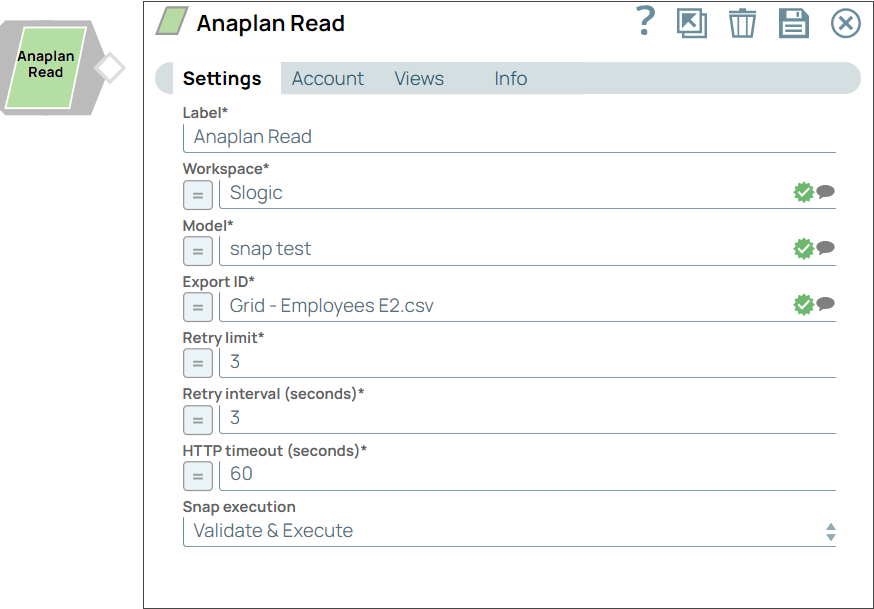 Anaplan
Read
Anaplan Read
?
Settings Account Views Info
Label*
Anaplan Read
Workspace*
= Slogic
Model*
= snap test
Export ID*
= Grid - Employees E2.csv
Retry limit*
= 3
Retry interval (seconds)*
= 3
HTTP timeout (seconds)*
= 60
Snap execution
Validate & Execute